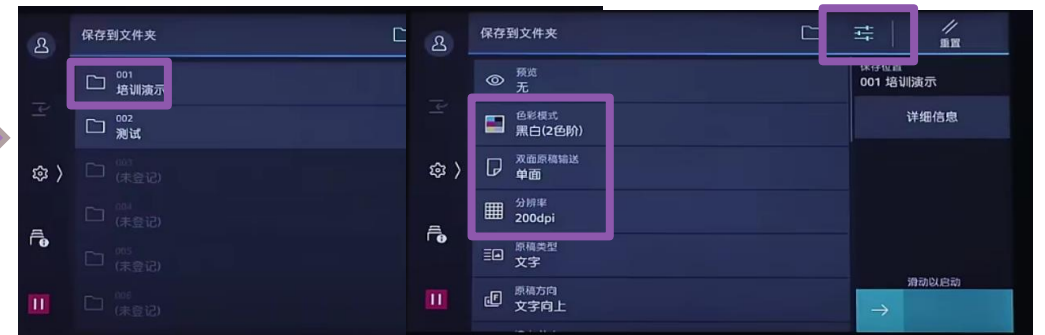 保存到文件夹
001
培训演示
002
测试
003
(未登记)
004
(未登记)
005
(未登记)
006
(未登记)
保存到文件夹
重置
预览
无
色彩模式
黑白(2色阶)
双面原稿输送
单面
分辨率
200dpi
原稿类型
文字
原稿方向
文字向上
保存位置
001 培训演示
详细信息
滑动以启动